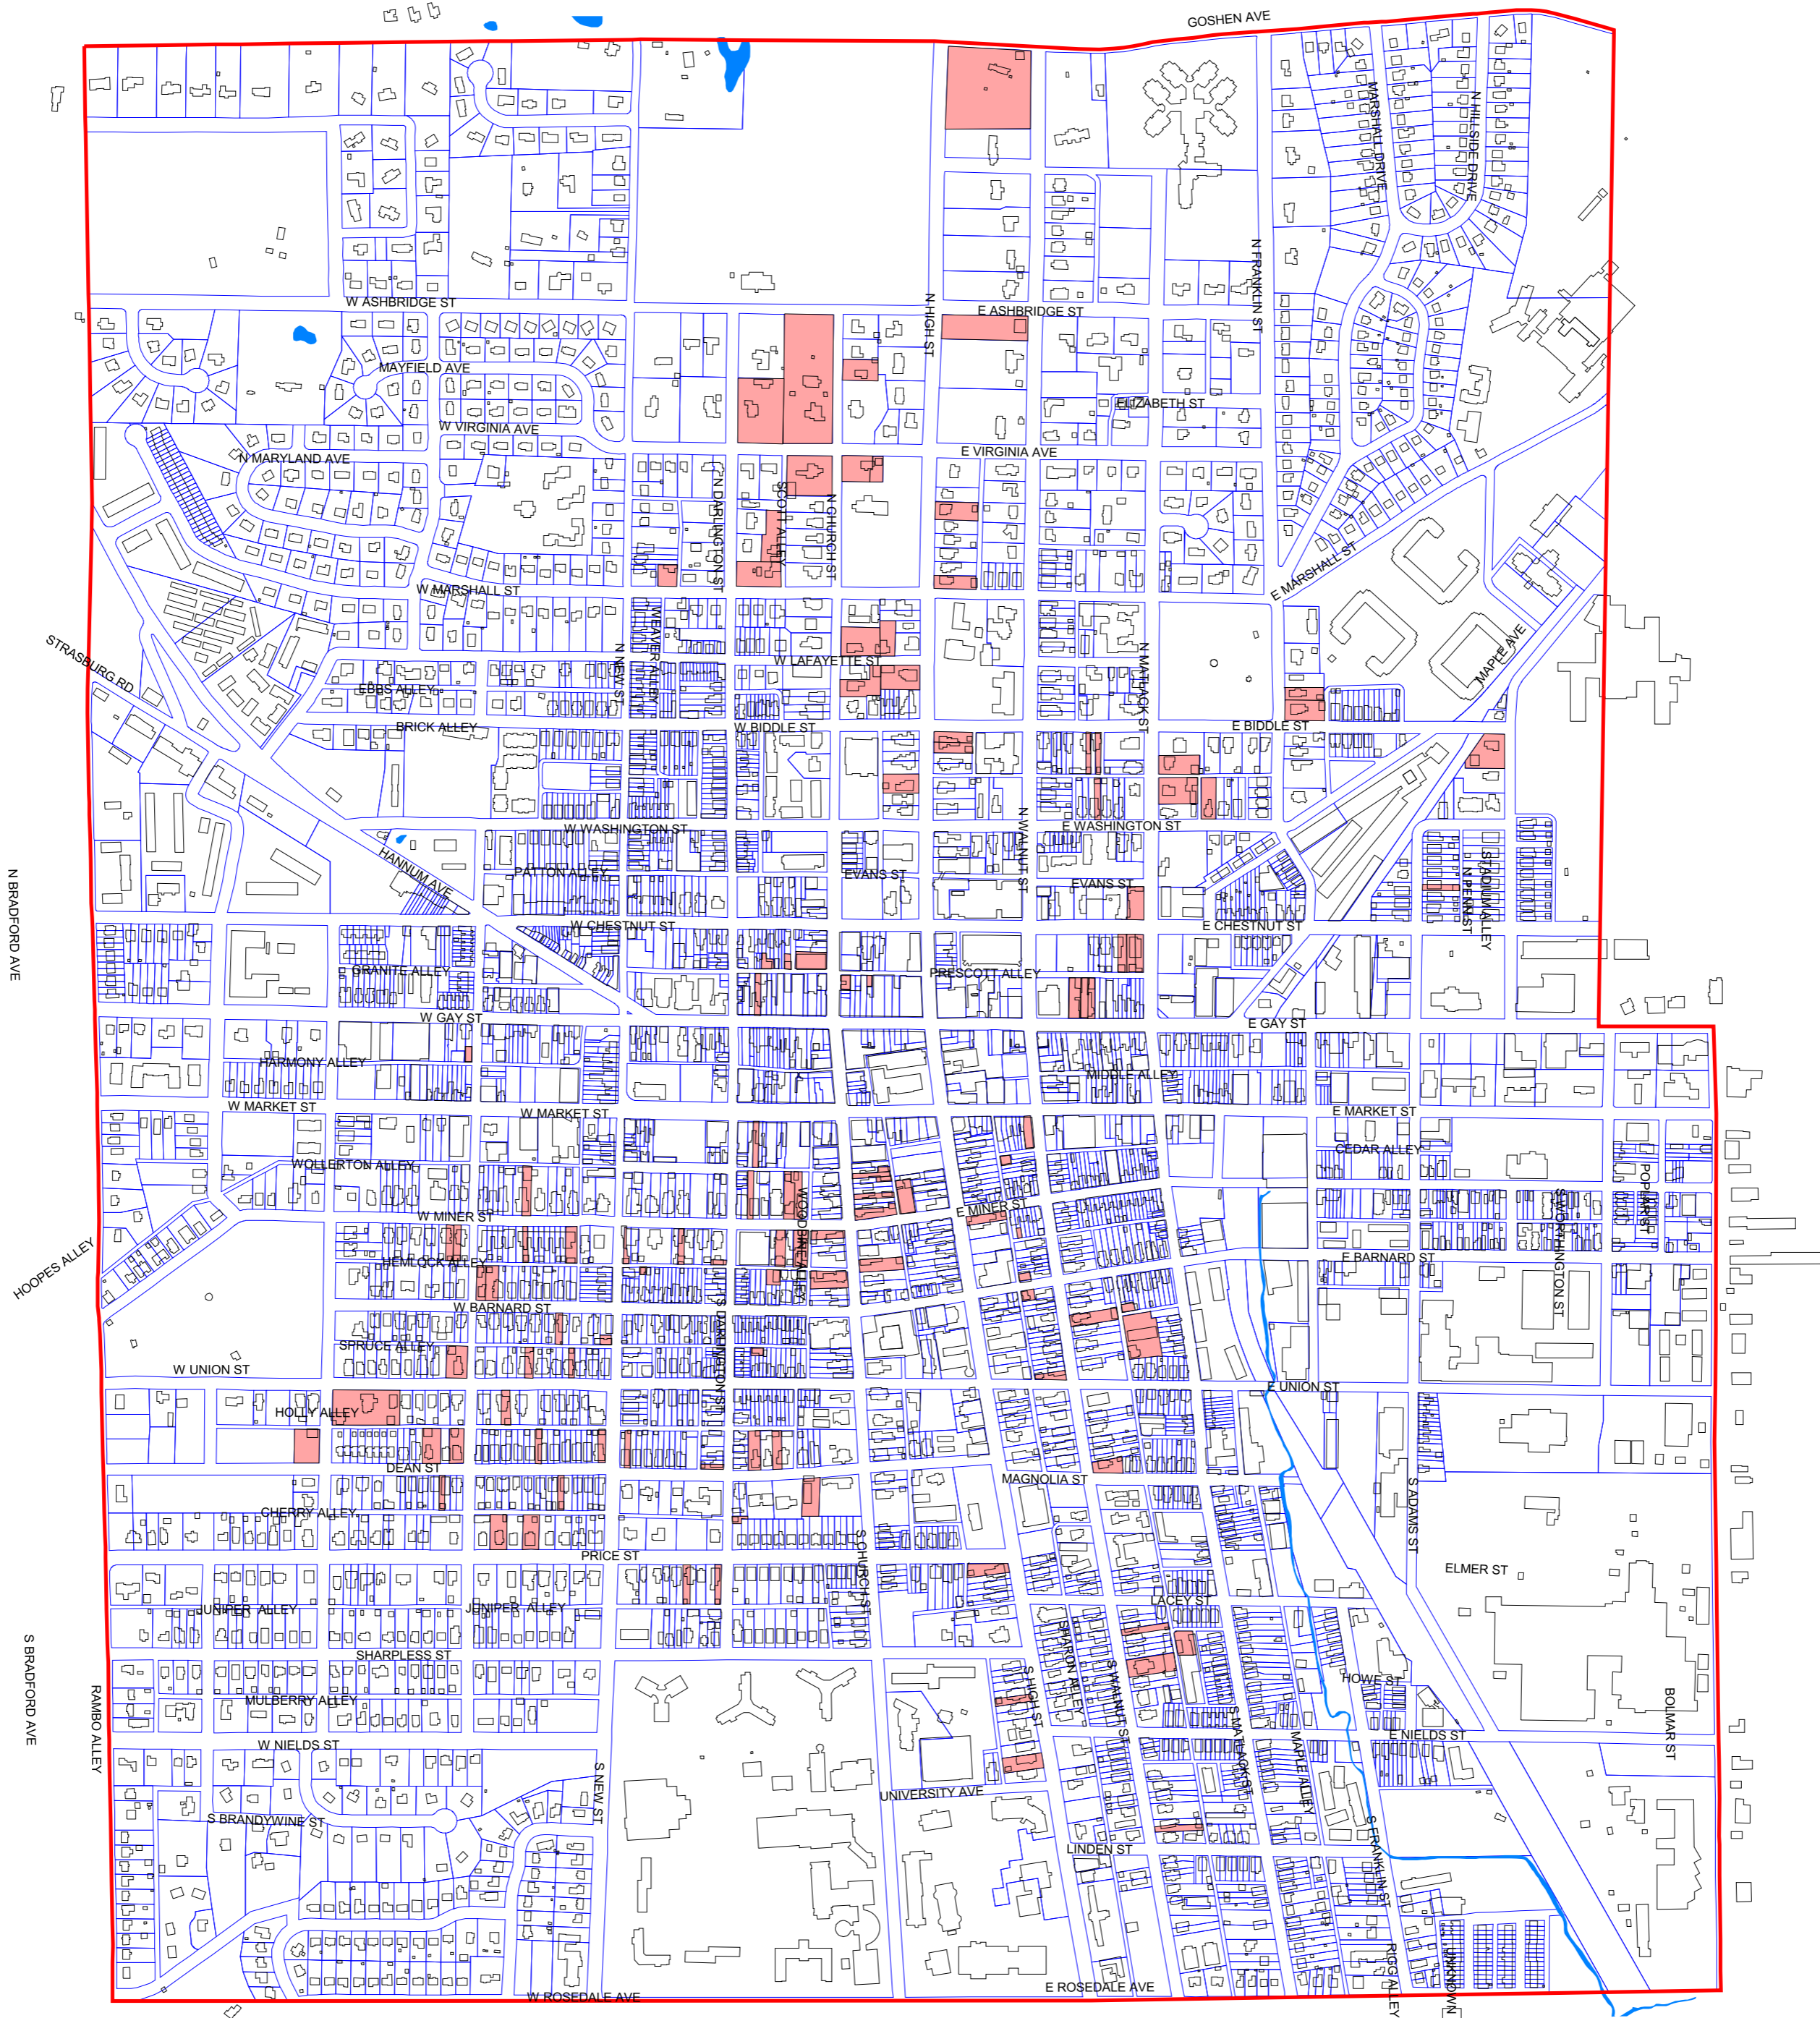 GOSHEN AVE
MARSHALL DRIVE
N HILLSIDE DRIVE
N FRANKLIN ST
W ASHBRIDGE ST
N HIGH ST
E ASHBRIDGE ST
MAYFIELD AVE
ELIZABETH ST
W VIRGINIA AVE
E VIRGINIA AVE
N MARYLAND AVE
N DARLINGTON ST
SCOTT ALLEY
N CHURCH ST
W MARSHALL ST
E MARSHALL ST
STRASBURG RD
WEAVER ALLEY
N NEW ST
W LAFAYETTE ST
N MATLACK ST
MAPLE AVE
EBBS ALLEY
BRICK ALLEY
W BIDDLE ST
E BIDDLE ST
W WASHINGTON ST
N WALNUT ST
E WASHINGTON ST
HANNUM AVE
PATTON ALLEY
EVANS ST
EVANS ST
STADIUM ALLEY
N PENN ST
N BRADFORD AVE
W CHESTNUT ST
E CHESTNUT ST
GRANITE ALLEY
PRESCOTT ALLEY
W GAY ST
E GAY ST
HARMONY ALLEY
MIDDLE ALLEY
W MARKET ST
W MARKET ST
E MARKET ST
CEDAR ALLEY
WOLLERTON ALLEY
POPLAR ST
S WORTHINGTON ST
WOODBINE ALLEY
W MINER ST
E MINER ST
HOOPES ALLEY
HEMLOCK ALLEY
E BARNARD ST
W BARNARD ST
S DARLINGTON ST
SPRUCE ALLEY
W UNION ST
E UNION ST
HOLLY ALLEY
DEAN ST
MAGNOLIA ST
S ADAMS ST
CHERRY ALLEY
S CHURCH ST
PRICE ST
ELMER ST
JUNIPER ALLEY
JUNIPER ALLEY
LACEY ST
SHARPLESS ST
SHARON ALLEY
S BRADFORD AVE
RAMBO ALLEY
MULBERRY ALLEY
S HIGH ST
S WALNUT ST
HOWE ST
S MATLACK ST
MAPLE ALLEY
BOLMAR ST
W NIELDS ST
E NIELDS ST
S NEW ST
UNIVERSITY AVE
S BRANDYWINE ST
LINDEN ST
S FRANKLIN ST
RIGG ALLEY
UNKNOWN
W ROSEDALE AVE
E ROSEDALE AVE